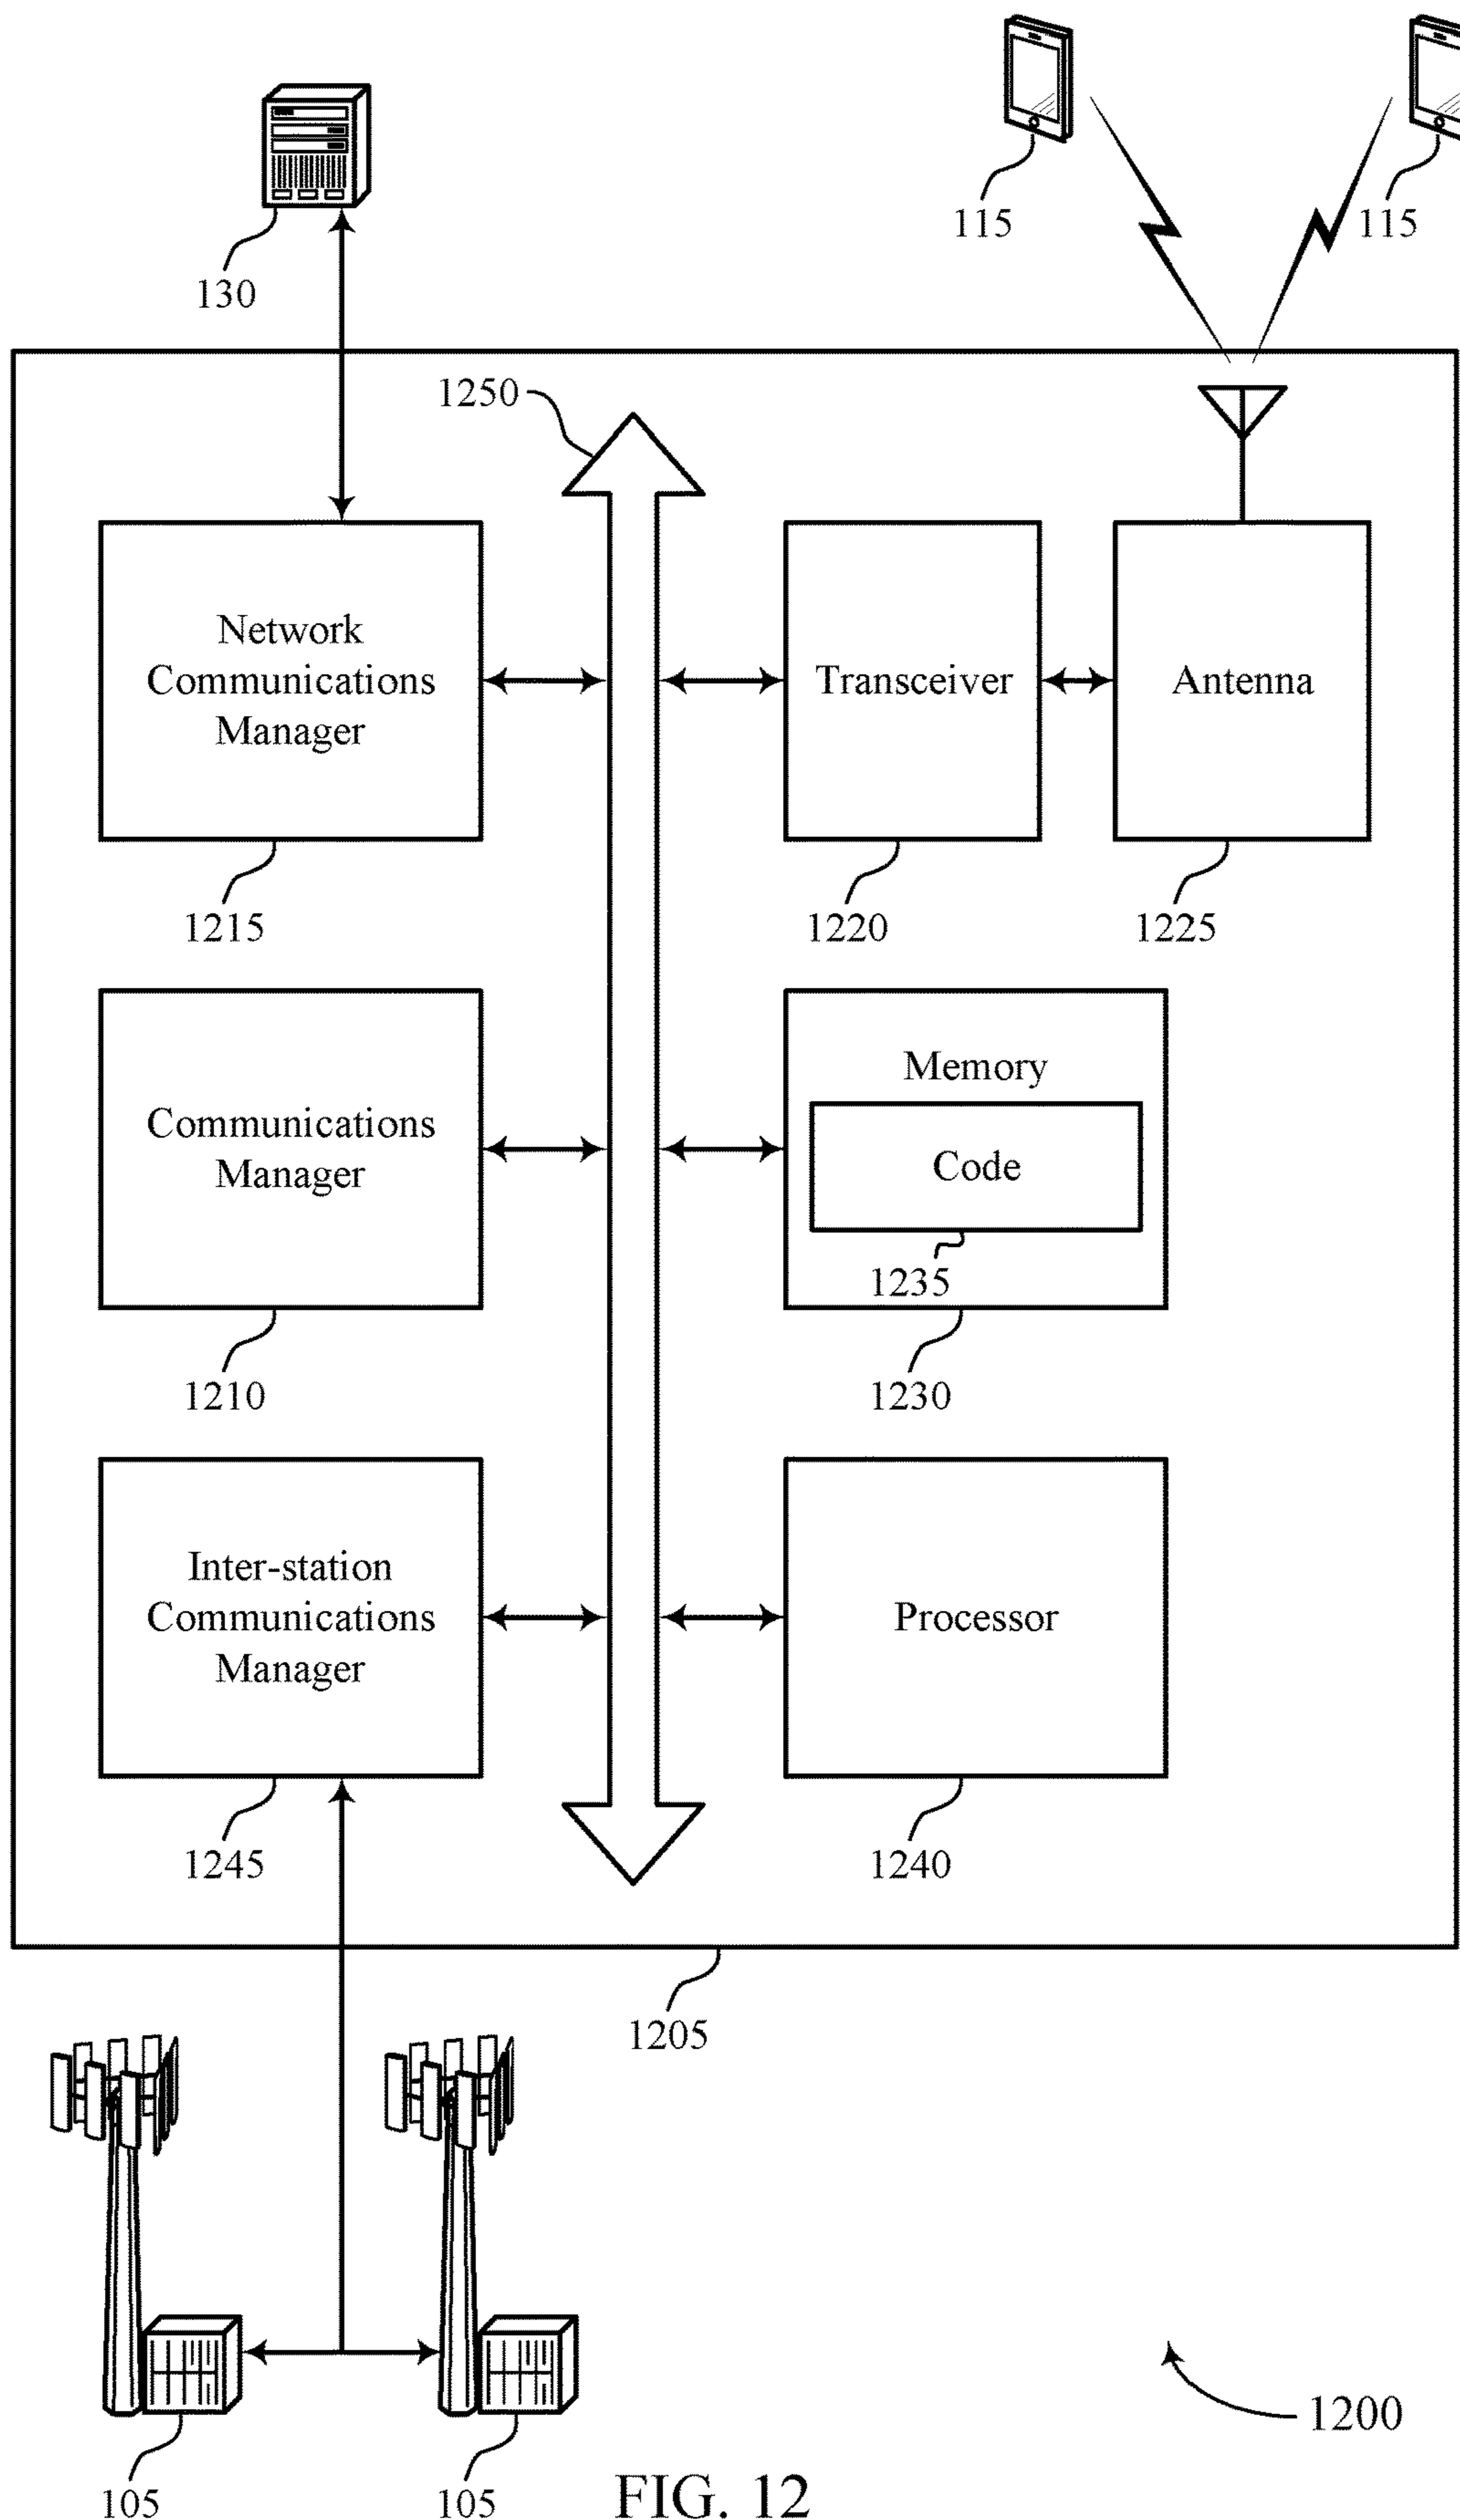 115
115
130
1250
Network
Communications
Manager
Transceiver
Antenna
1215
1220
1225
Communications
Manager
Memory
Code
1235
1210
1230
Inter-station
Communications
Manager
Processor
1245
1240
1205
1200
105
105
FIG. 12